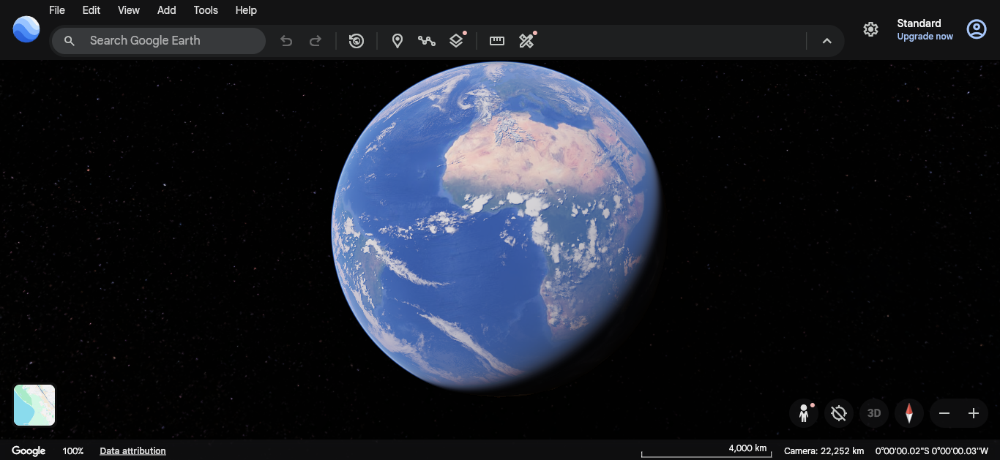 File Edit View Add Tools Help
Search Google Earth
Standard
Upgrade now
3D
Google 100% Data attribution 4,000 km Camera: 22,252 km 0°00'00.02"S 0°00'00.03"W